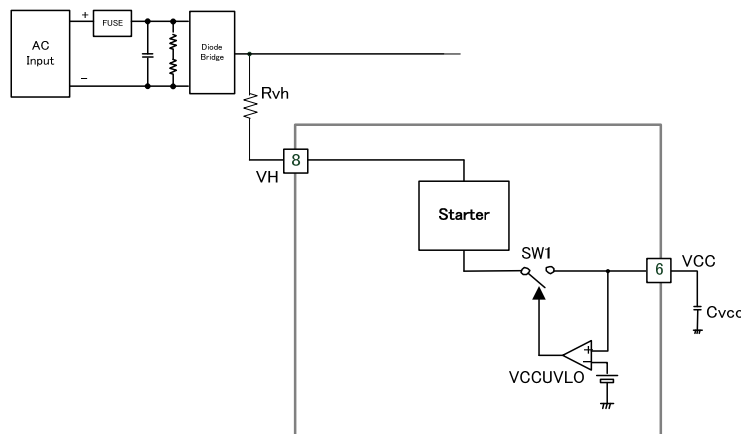 AC
Input
+
−
FUSE
Diode
Bridge
Rvh
8
VH
Starter
SW1
6
VCC
Cvcc
+
−
VCCUVLO